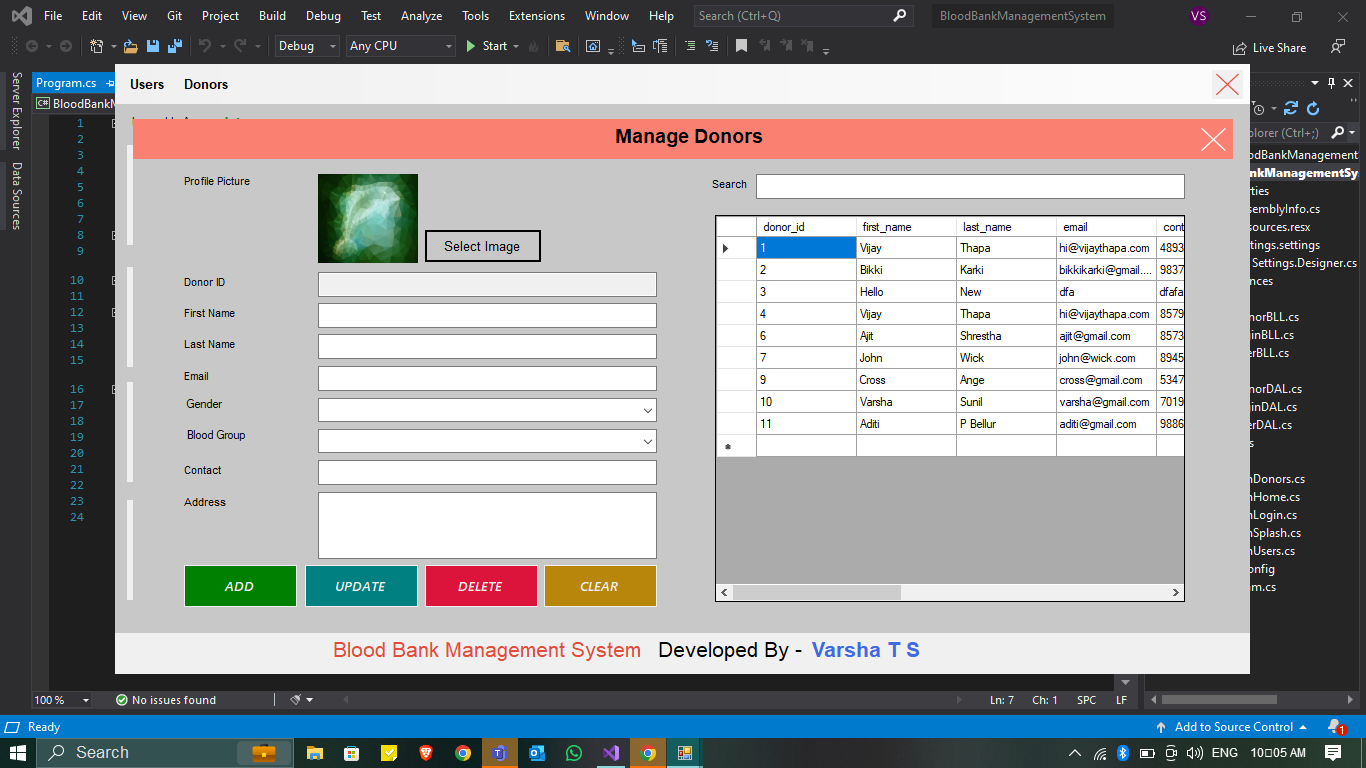 File Edit View Git Project Build Debug Test Analyze Tools Extensions Window Help Search (Ctrl+Q) BloodBankManagementSystem VS
Debug Any CPU Start Live Share
Server Explorer
Data Sources
Program.cs
C# BloodBankM
1
2
3
4
5
6
7
8
9
10
11
12
13
14
15
16
17
18
19
20
21
22
23
24
Users Donors
Manage Donors
Profile Picture
Select Image
Donor ID
First Name
Last Name
Email
Gender
Blood Group
Contact
Address
ADD UPDATE DELETE CLEAR
Search
donor_id first_name last_name email cont
1 Vijay Thapa hi@vijaythapa.com 4893
2 Bikki Karki bikkikarki@gmail.... 9837
3 Hello New dfa dfafa
4 Vijay Thapa hi@vijaythapa.com 8579
6 Ajit Shrestha ajit@gmail.com 8573
7 John Wick john@wick.com 8945
9 Cross Ange cross@gmail.com 5347
10 Varsha Sunil varsha@gmail.com 7019
11 Aditi P Bellur aditi@gmail.com 9886
Blood Bank Management System Developed By - Varsha T S
plorer (Ctrl+;)
odBankManagement
nkManagementSy
rties
semblyInfo.cs
sources.resx
ttings.settings
Settings.Designer.cs
ences
norBLL.cs
inBLL.cs
erBLL.cs
norDAL.cs
inDAL.cs
erDAL.cs
s
nDonors.cs
nHome.cs
nLogin.cs
nSplash.cs
nUsers.cs
onfig
am.cs
100 % No issues found Ln: 7 Ch: 1 SPC LF
Ready Add to Source Control 1
Search ENG 10:05 AM